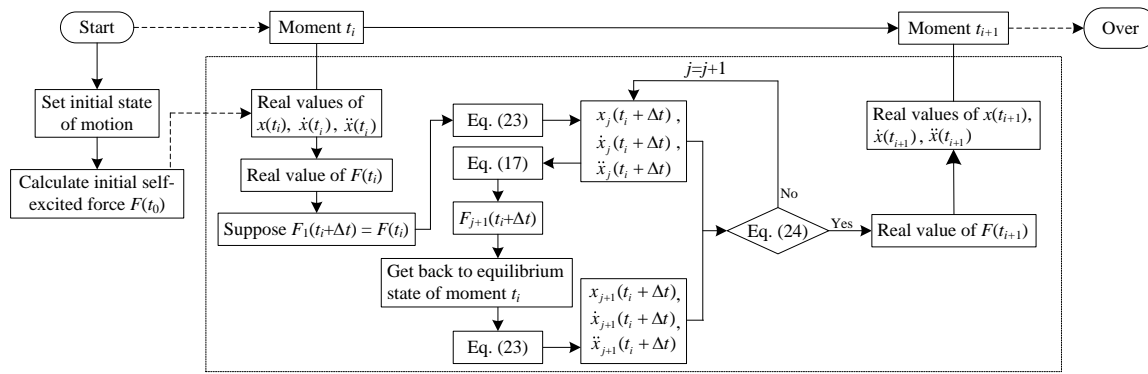 Start
Moment t_i
Moment t_{i+1}
Over
Set initial state
of motion
Calculate initial self-
excited force F(t_0)
Real values of
x(t_i), ẋ(t_i), ẍ(t_i)
Real value of F(t_i)
Suppose F_1(t_i+Δt) = F(t_i)
Eq. (23)
Eq. (17)
F_{j+1}(t_i+Δt)
Get back to equilibrium
state of moment t_i
Eq. (23)
j=j+1
x_j(t_i + Δt) ,
ẋ_j(t_i + Δt) ,
ẍ_j(t_i + Δt)
x_{j+1}(t_i + Δt),
ẋ_{j+1}(t_i + Δt),
ẍ_{j+1}(t_i + Δt)
No
Eq. (24)
Yes
Real value of F(t_{i+1})
Real values of x(t_{i+1}),
ẋ(t_{i+1}) , ẍ(t_{i+1})